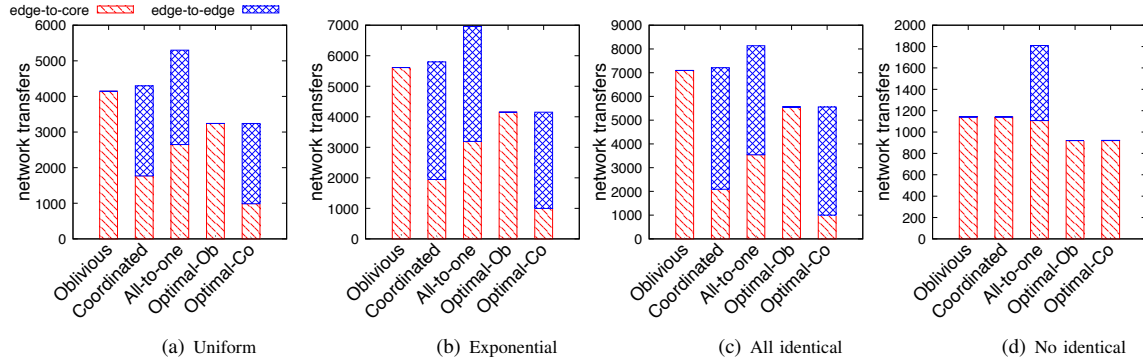 edge-to-core
edge-to-edge
network transfers
6000
5000
4000
3000
2000
1000
0
Oblivious
Coordinated
All-to-one
Optimal-Ob
Optimal-Co
(a) Uniform
network transfers
7000
6000
5000
4000
3000
2000
1000
0
Oblivious
Coordinated
All-to-one
Optimal-Ob
Optimal-Co
(b) Exponential
network transfers
9000
8000
7000
6000
5000
4000
3000
2000
1000
0
Oblivious
Coordinated
All-to-one
Optimal-Ob
Optimal-Co
(c) All identical
network transfers
2000
1800
1600
1400
1200
1000
800
600
400
200
0
Oblivious
Coordinated
All-to-one
Optimal-Ob
Optimal-Co
(d) No identical